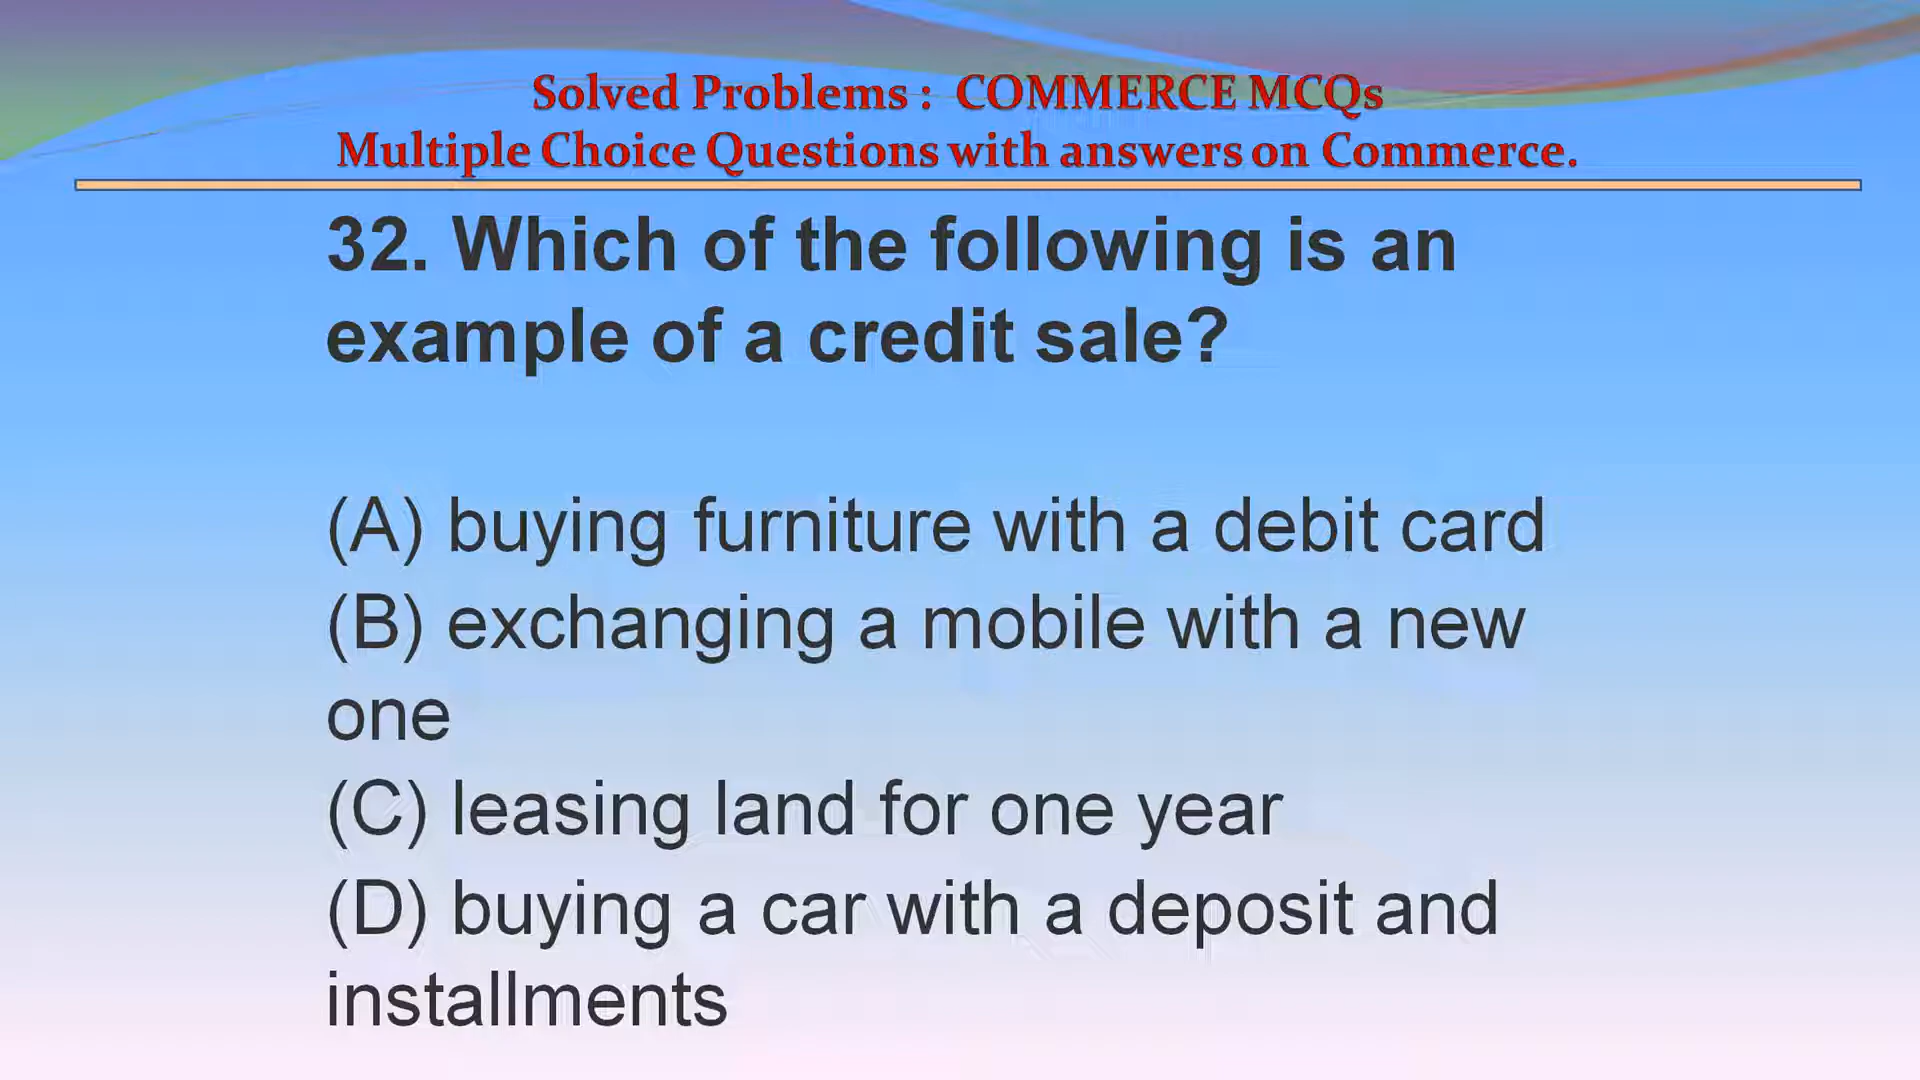 Solved Problems : COMMERCE MCQs
Multiple Choice Questions with answers on Commerce.
32. Which of the following is an
example of a credit sale?
(A) buying furniture with a debit card
(B) exchanging a mobile with a new
one
(C) leasing land for one year
(D) buying a car with a deposit and
installments